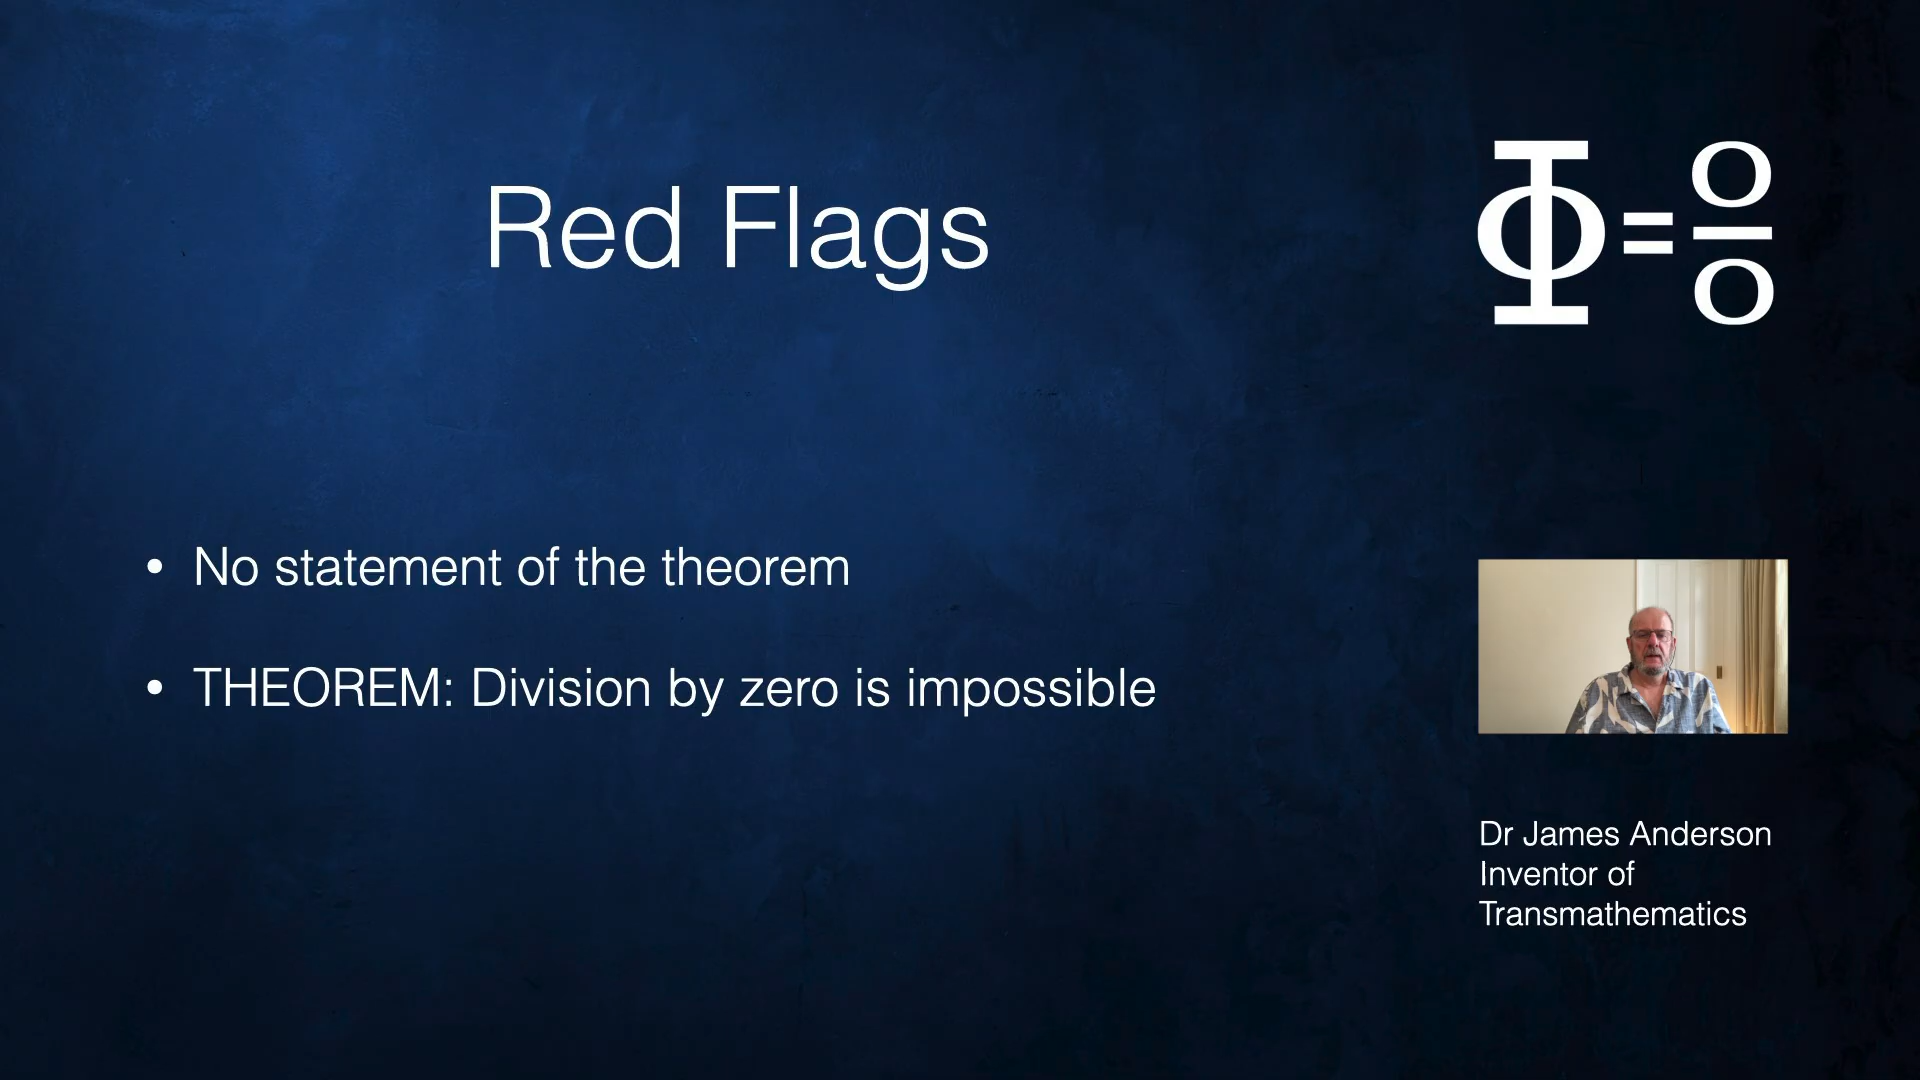 Red Flags
Φ=0/0
• No statement of the theorem
• THEOREM: Division by zero is impossible
Dr James Anderson
Inventor of
Transmathematics